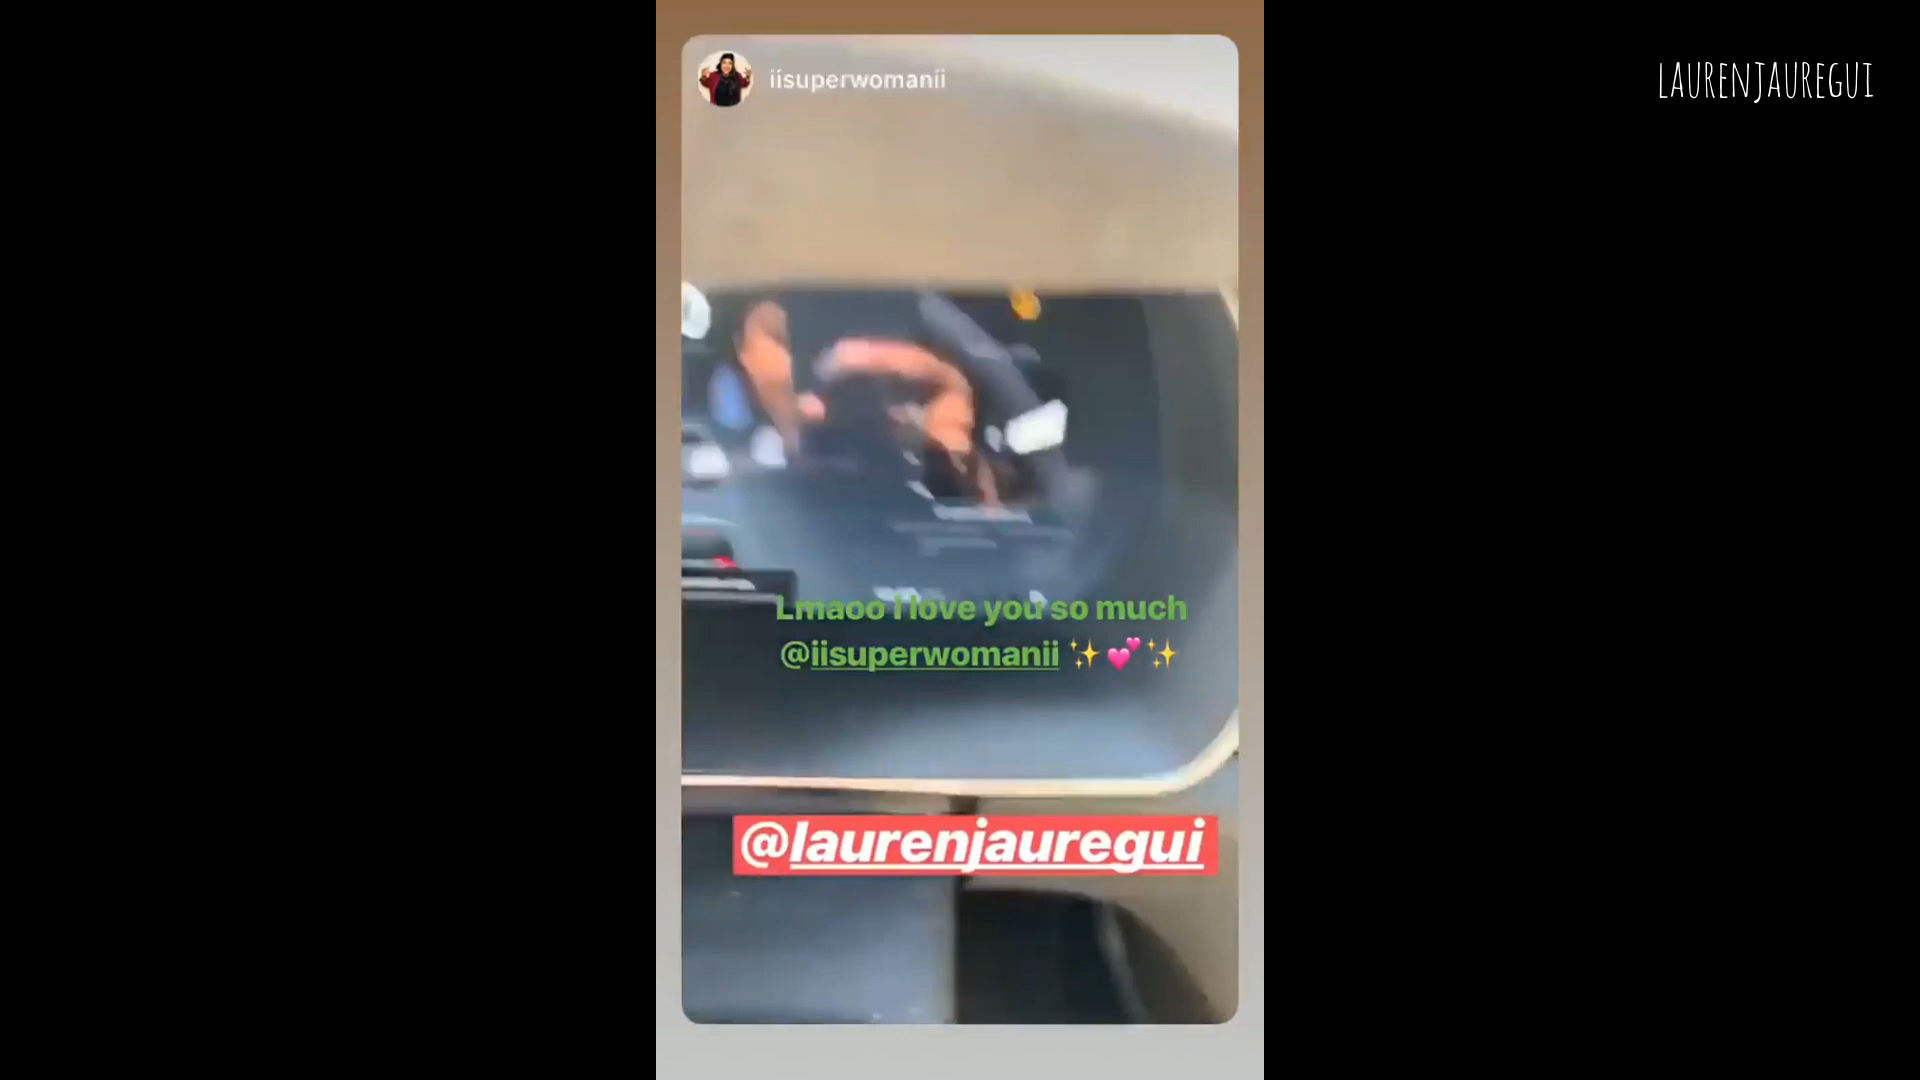 iisuperwomanii
LAURENJAUREGUI
Lmaoo I love you so much
@iisuperwomanii ✨💕✨
@laurenjauregui